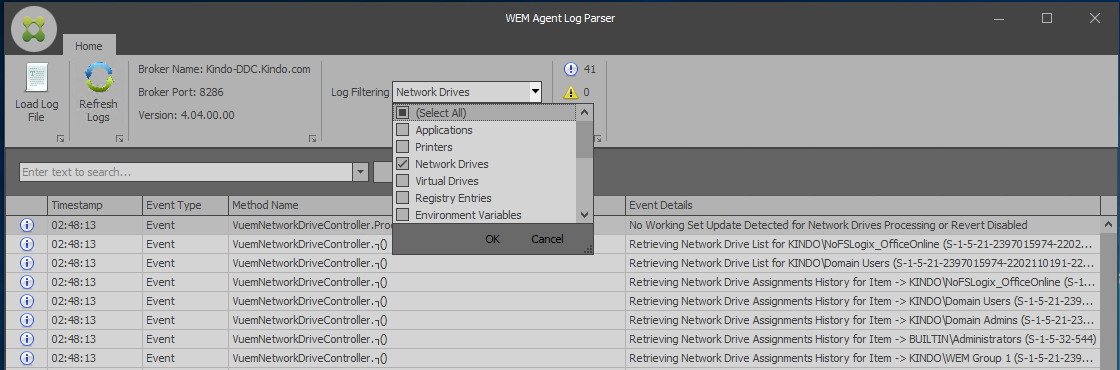 WEM Agent Log Parser
Home
Load Log File
Refresh Logs
Broker Name: Kindo-DDC.Kindo.com
Broker Port: 8286
Version: 4.04.00.00
Log Filtering Network Drives
41
0
(Select All)
Applications
Printers
Network Drives
Virtual Drives
Registry Entries
Environment Variables
OK Cancel
Enter text to search...
Timestamp Event Type Method Name Event Details
02:48:13 Event VuemNetworkDriveController.Proc No Working Set Update Detected for Network Drives Processing or Revert Disabled
02:48:13 Event VuemNetworkDriveController.┐() Retrieving Network Drive List for KINDO\NoFSLogix_OfficeOnline (S-1-5-21-2397015974-2202...
02:48:13 Event VuemNetworkDriveController.┐() Retrieving Network Drive List for KINDO\Domain Users (S-1-5-21-2397015974-2202110191-22...
02:48:13 Event VuemNetworkDriveController.┐() Retrieving Network Drive Assignments History for Item -> KINDO\NoFSLogix_OfficeOnline (S-1...
02:48:13 Event VuemNetworkDriveController.┐() Retrieving Network Drive Assignments History for Item -> KINDO\Domain Users (S-1-5-21-239...
02:48:13 Event VuemNetworkDriveController.┐() Retrieving Network Drive Assignments History for Item -> KINDO\Domain Admins (S-1-5-21-23...
02:48:13 Event VuemNetworkDriveController.┐() Retrieving Network Drive Assignments History for Item -> BUILTIN\Administrators (S-1-5-32-544)
02:48:13 Event VuemNetworkDriveController.┐() Retrieving Network Drive Assignments History for Item -> KINDO\WEM Group 1 (S-1-5-21-239...